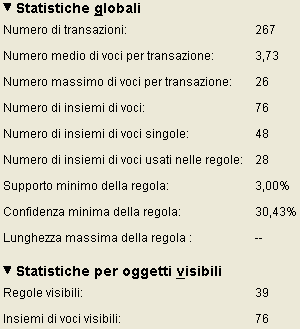 ▼ Statistiche globali
Numero di transazioni: 267
Numero medio di voci per transazione: 3,73
Numero massimo di voci per transazione: 26
Numero di insiemi di voci: 76
Numero di insiemi di voci singole: 48
Numero di insiemi di voci usati nelle regole: 28
Supporto minimo della regola: 3,00%
Confidenza minima della regola: 30,43%
Lunghezza massima della regola : --
▼ Statistiche per oggetti visibili
Regole visibili: 39
Insiemi di voci visibili: 76